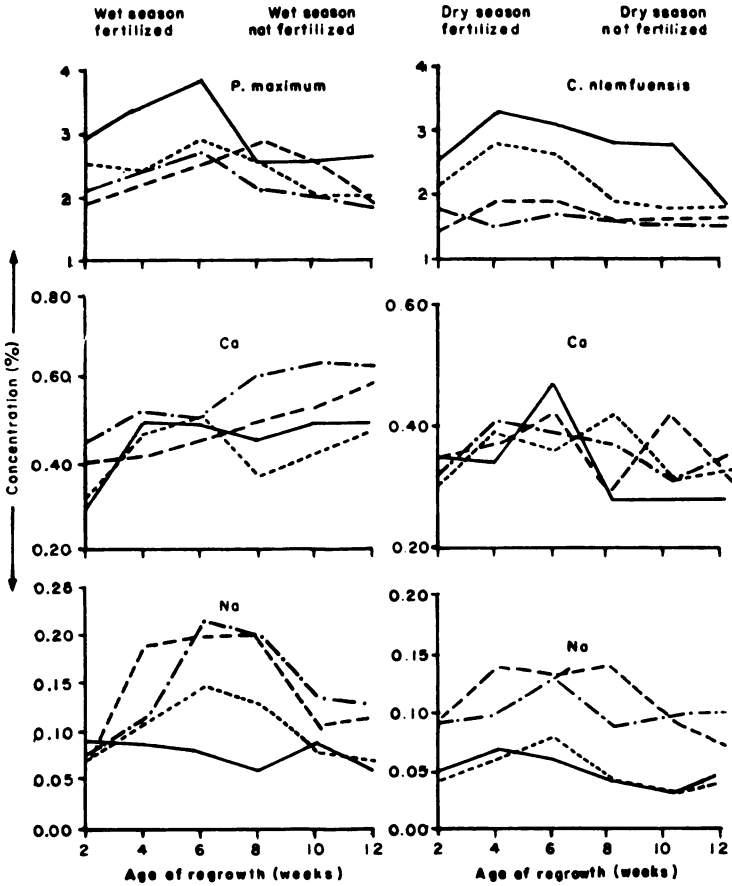 Wet season
fertilized
Wet season
not fertilized
Dry season
fertilized
Dry season
not fertilized
P. maximum
4
3
2
1
C. nlemfuensis
4
3
2
1
Concentration (%)
Ca
0.80
0.60
0.40
0.20
Ca
0.60
0.40
0.20
Na
0.25
0.20
0.15
0.10
0.05
0.00
2 4 6 8 10 12
Age of regrowth (weeks)
Na
0.20
0.15
0.10
0.05
0.00
2 4 6 8 10 12
Age of regrowth (weeks)